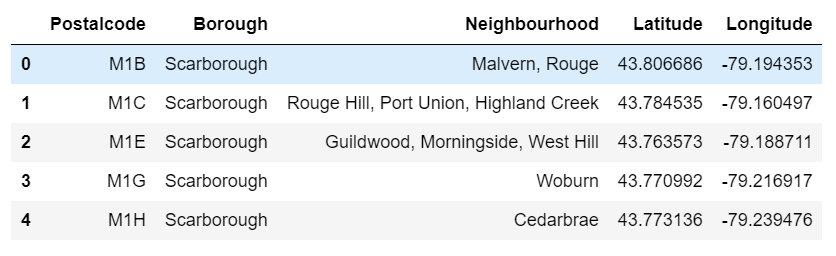 Postalcode Borough Neighbourhood Latitude Longitude
0 M1B Scarborough Malvern, Rouge 43.806686 -79.194353
1 M1C Scarborough Rouge Hill, Port Union, Highland Creek 43.784535 -79.160497
2 M1E Scarborough Guildwood, Morningside, West Hill 43.763573 -79.188711
3 M1G Scarborough Woburn 43.770992 -79.216917
4 M1H Scarborough Cedarbrae 43.773136 -79.239476